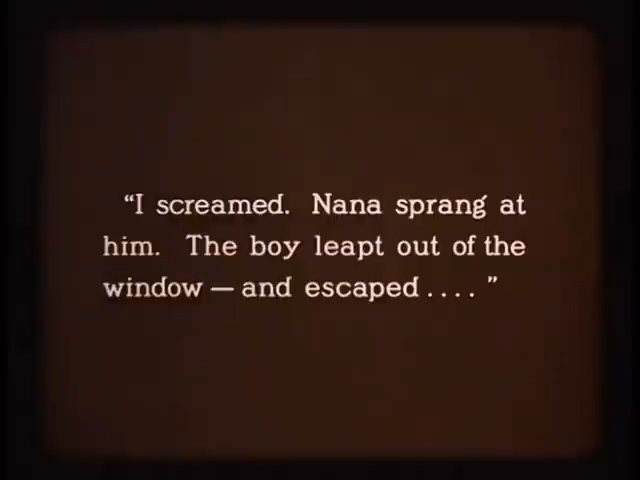 “I screamed. Nana sprang at
him. The boy leapt out of the
window — and escaped . . . . ”